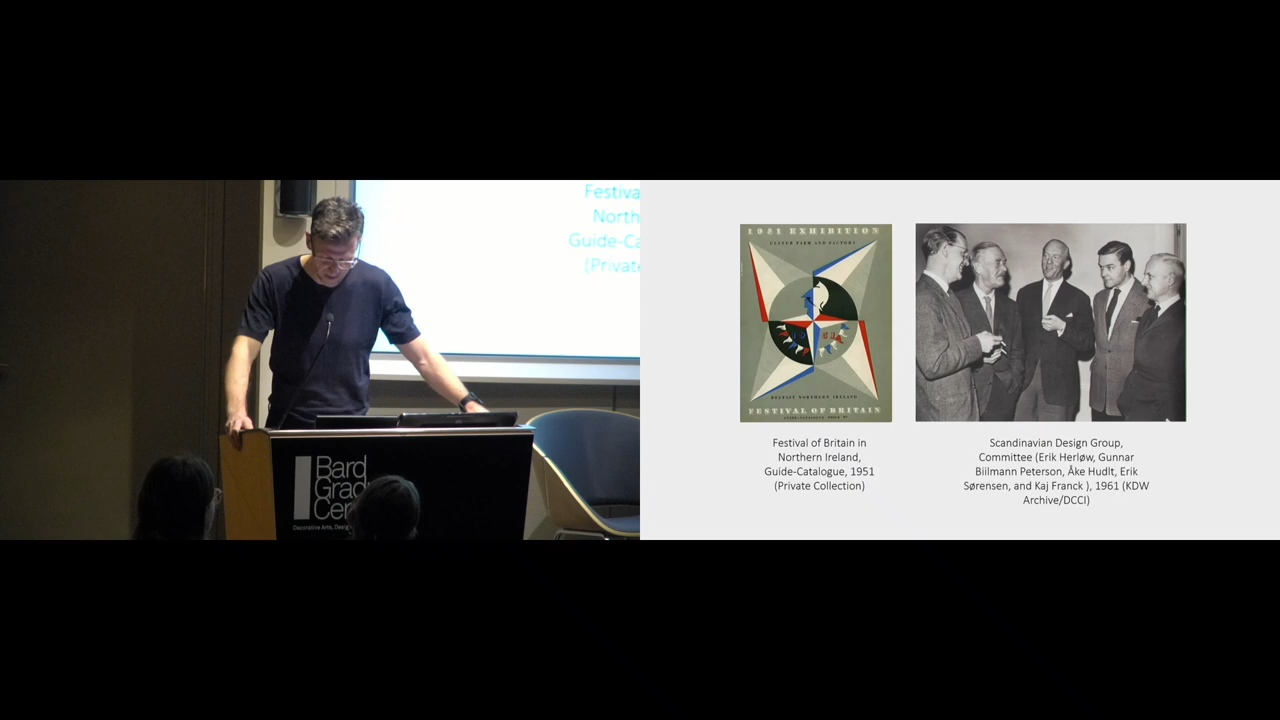 Festiva
North
Guide-Ca
(Private
Bard
Grad
Cen
Decorative Arts, Design
1951 EXHIBITION
ULSTER FARM AND FACTORY
BELFAST NORTHERN IRELAND
FESTIVAL OF BRITAIN
Festival of Britain in
Northern Ireland,
Guide-Catalogue, 1951
(Private Collection)
Scandinavian Design Group,
Committee (Erik Herløw, Gunnar
Biilmann Peterson, Åke Hudlt, Erik
Sørensen, and Kaj Franck ), 1961 (KDW
Archive/DCCI)